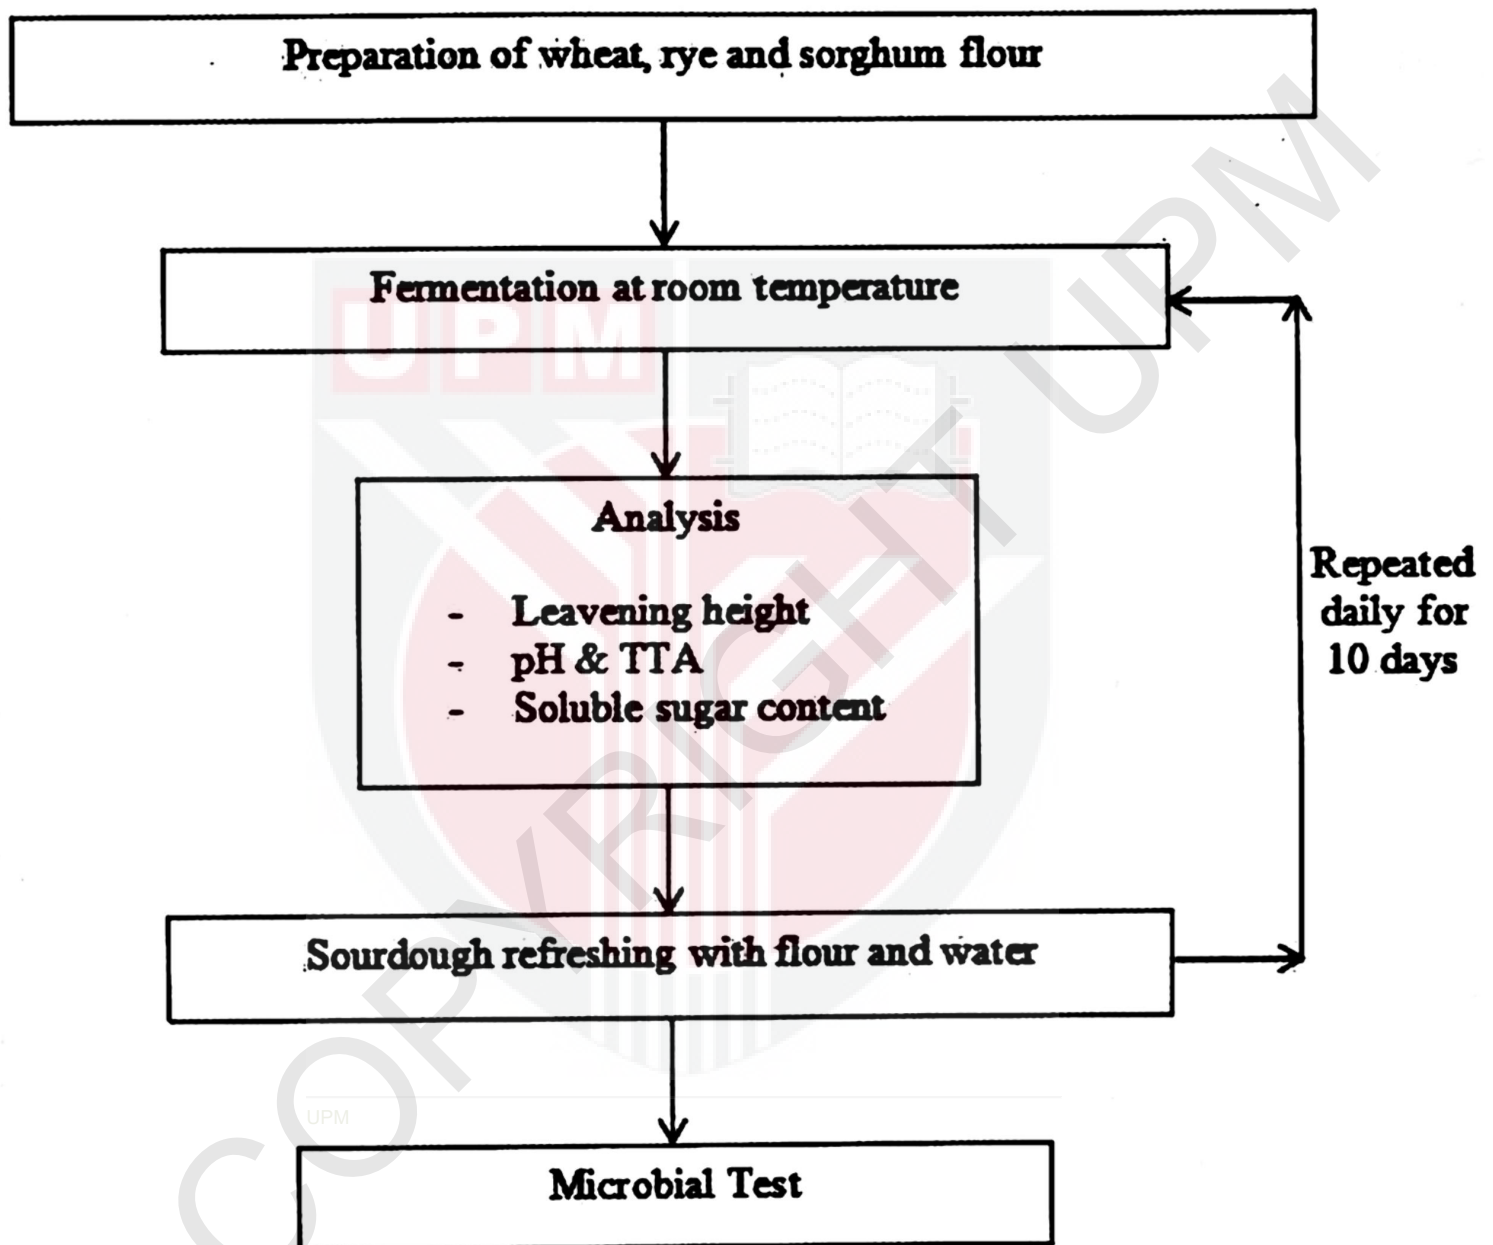 Preparation of wheat, rye and sorghum flour
Fermentation at room temperature
UPM
Analysis
- Leavening height
- pH & TTA
- Soluble sugar content
Repeated
daily for
10 days
Sourdough refreshing with flour and water
UPM
Microbial Test
COPYRIGHT UPM